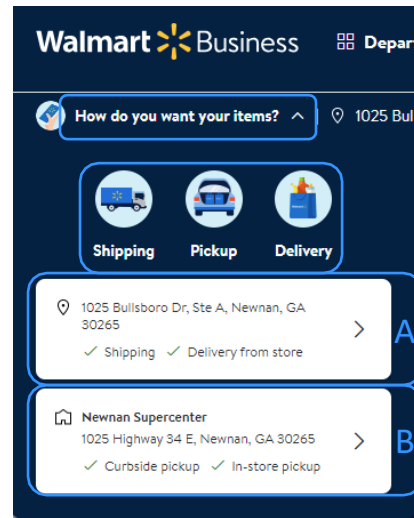 Walmart Business Depar
How do you want your items? 1025 Bul
Shipping Pickup Delivery
1025 Bullsboro Dr, Ste A, Newnan, GA
30265
✓ Shipping ✓ Delivery from store
A
Newnan Supercenter
1025 Highway 34 E, Newnan, GA 30265
✓ Curbside pickup ✓ In-store pickup
B